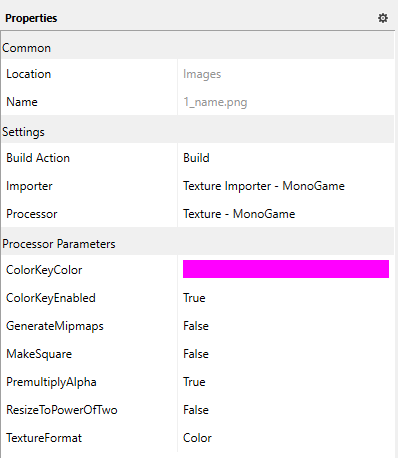 Properties
Common
Location Images
Name 1_name.png
Settings
Build Action Build
Importer Texture Importer - MonoGame
Processor Texture - MonoGame
Processor Parameters
ColorKeyColor
ColorKeyEnabled True
GenerateMipmaps False
MakeSquare False
PremultiplyAlpha True
ResizeToPowerOfTwo False
TextureFormat Color